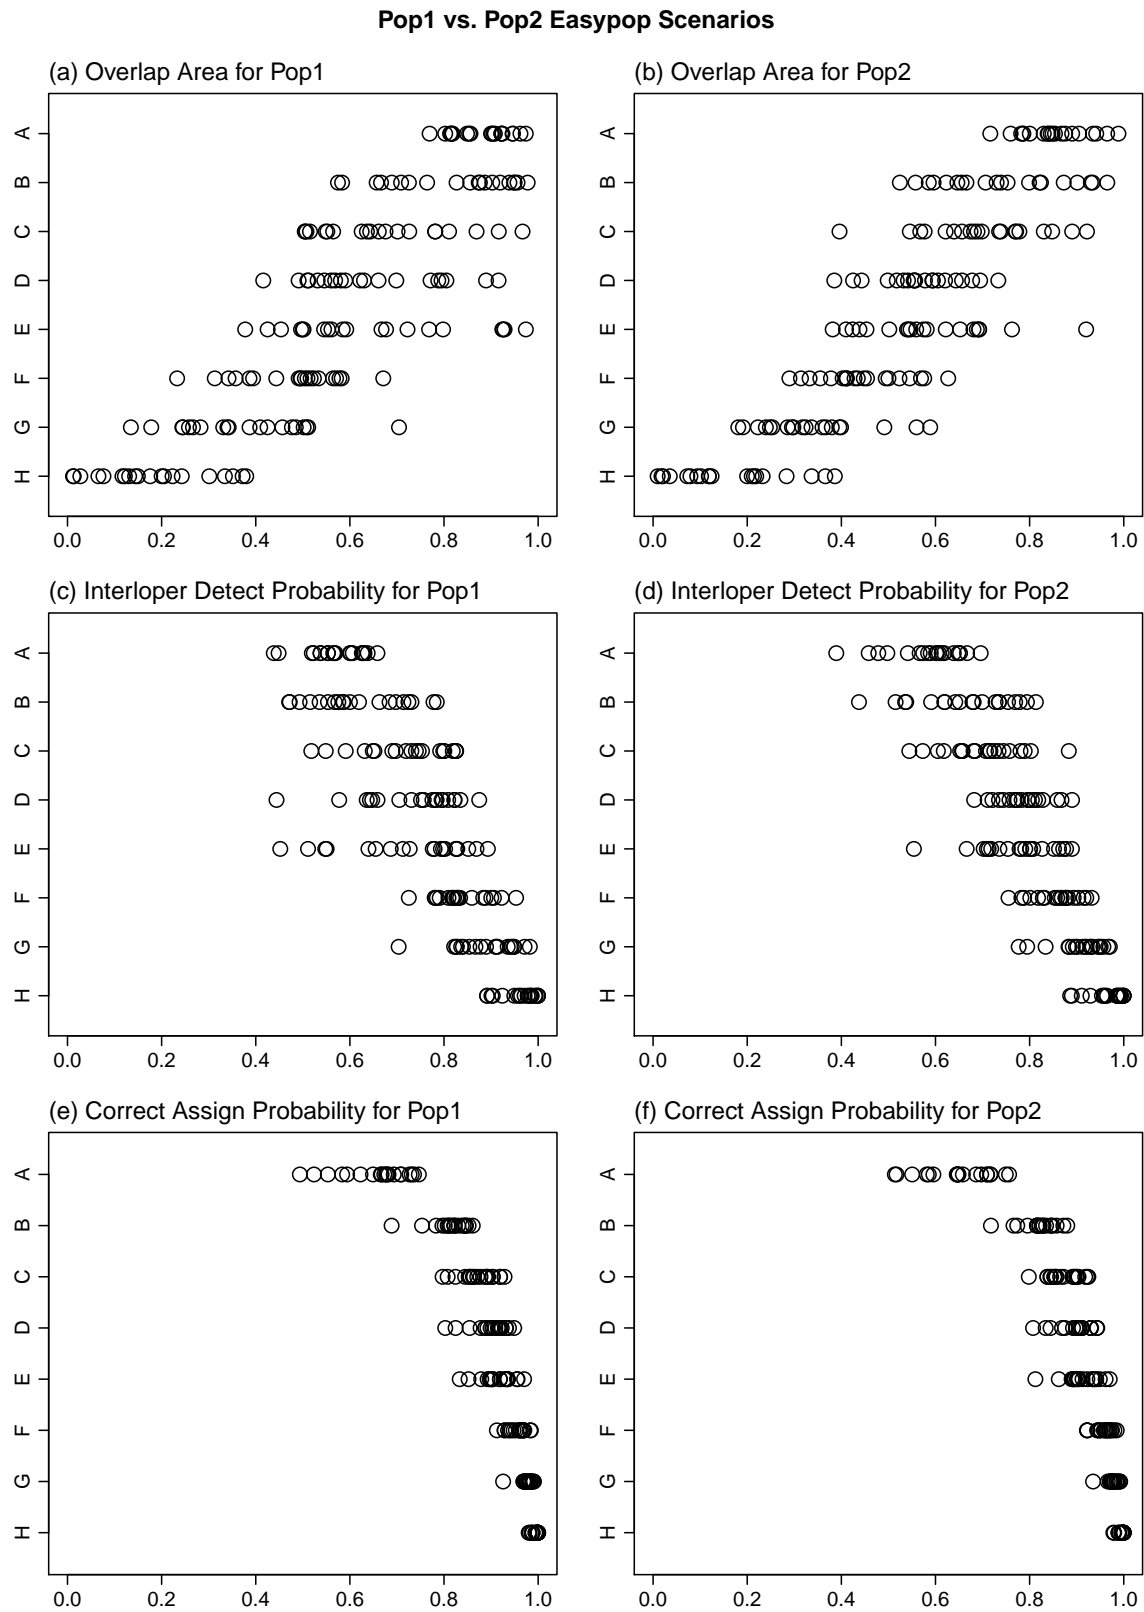 Pop1 vs. Pop2 Easypop Scenarios
(a) Overlap Area for Pop1
A
B
C
D
E
F
G
H
0.0 0.2 0.4 0.6 0.8 1.0
(b) Overlap Area for Pop2
A
B
C
D
E
F
G
H
0.0 0.2 0.4 0.6 0.8 1.0
(c) Interloper Detect Probability for Pop1
A
B
C
D
E
F
G
H
0.0 0.2 0.4 0.6 0.8 1.0
(d) Interloper Detect Probability for Pop2
A
B
C
D
E
F
G
H
0.0 0.2 0.4 0.6 0.8 1.0
(e) Correct Assign Probability for Pop1
A
B
C
D
E
F
G
H
0.0 0.2 0.4 0.6 0.8 1.0
(f) Correct Assign Probability for Pop2
A
B
C
D
E
F
G
H
0.0 0.2 0.4 0.6 0.8 1.0